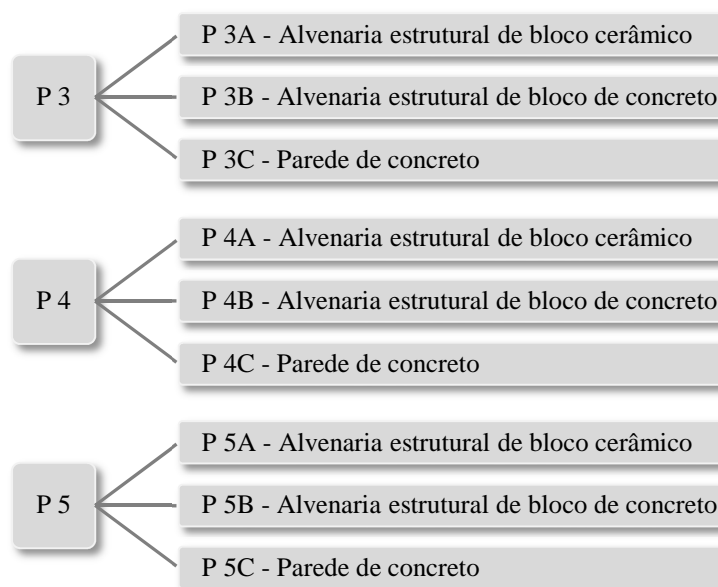 P 3
P 3A - Alvenaria estrutural de bloco cerâmico
P 3B - Alvenaria estrutural de bloco de concreto
P 3C - Parede de concreto
P 4
P 4A - Alvenaria estrutural de bloco cerâmico
P 4B - Alvenaria estrutural de bloco de concreto
P 4C - Parede de concreto
P 5
P 5A - Alvenaria estrutural de bloco cerâmico
P 5B - Alvenaria estrutural de bloco de concreto
P 5C - Parede de concreto